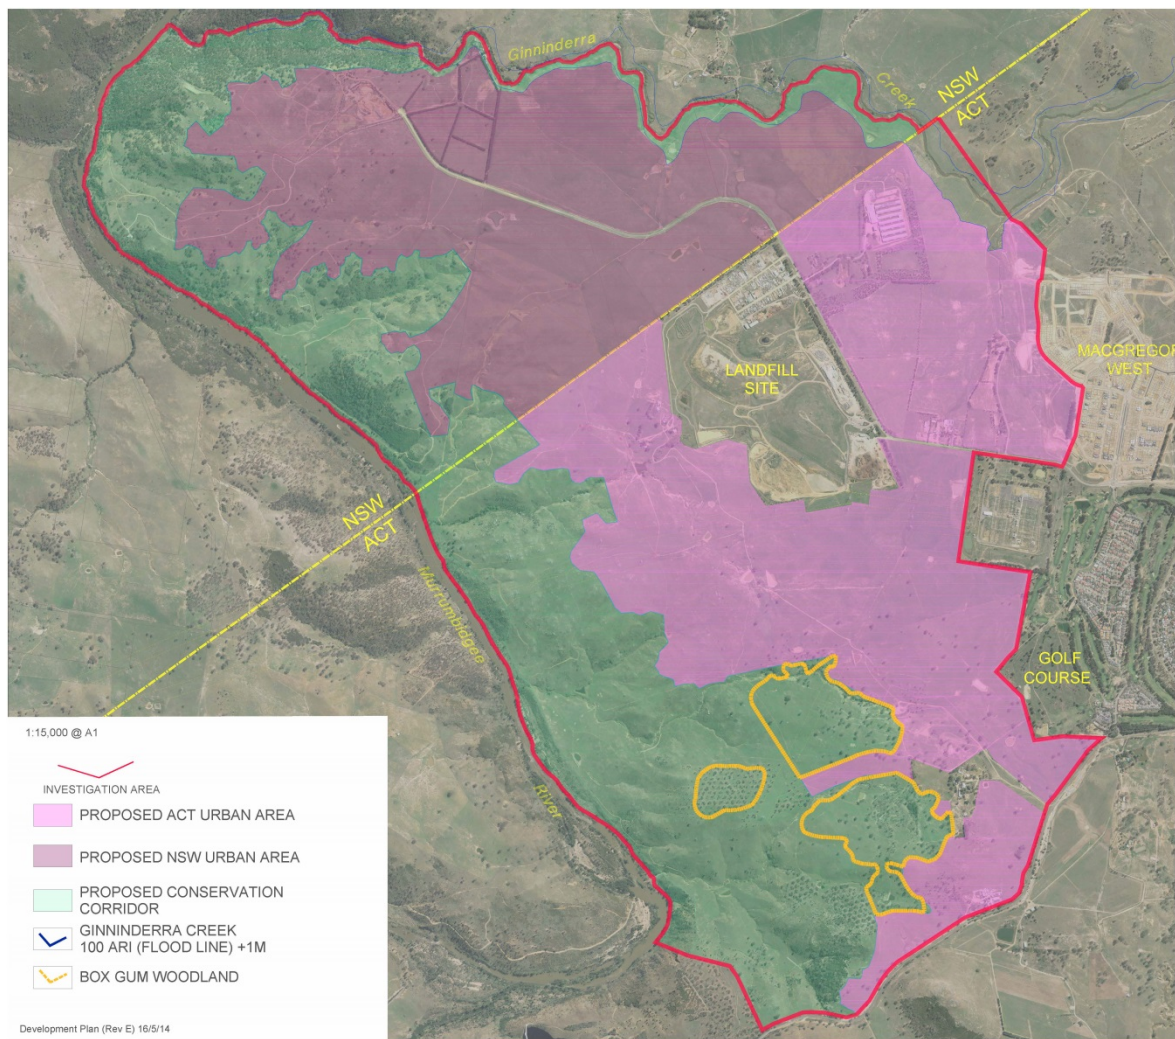 Ginninderra
Creek
NSW
ACT
MACGREGOR
WEST
LANDFILL
SITE
NSW
ACT
Murrumbidgee
River
GOLF
COURSE
1:15,000 @ A1
INVESTIGATION AREA
PROPOSED ACT URBAN AREA
PROPOSED NSW URBAN AREA
PROPOSED CONSERVATION
CORRIDOR
GINNINDERRA CREEK
100 ARI (FLOOD LINE) +1M
BOX GUM WOODLAND
Development Plan (Rev E) 16/5/14